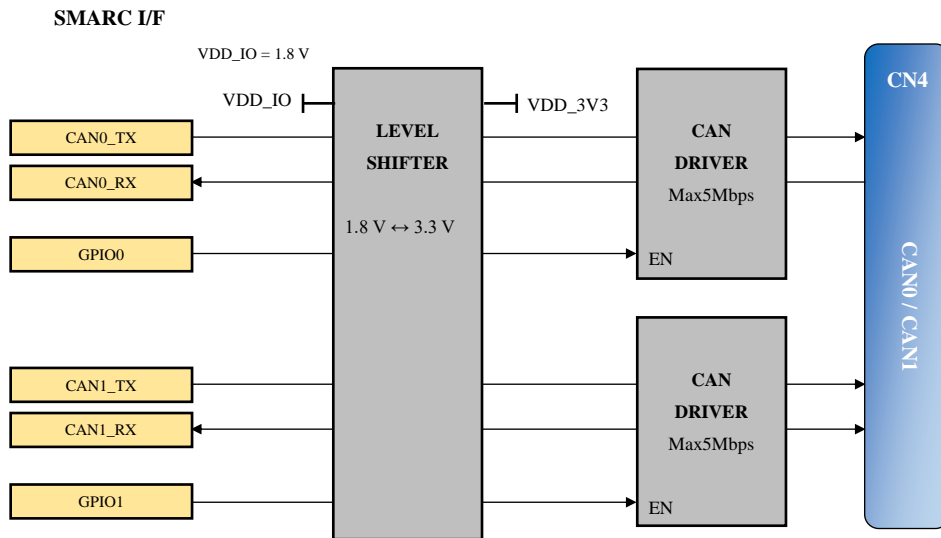 SMARC I/F
VDD_IO = 1.8 V
VDD_IO
VDD_3V3
CN4
CAN0_TX
CAN0_RX
GPIO0
LEVEL
SHIFTER
1.8 V ↔ 3.3 V
CAN
DRIVER
Max5Mbps
EN
CAN0 / CAN1
CAN1_TX
CAN1_RX
GPIO1
CAN
DRIVER
Max5Mbps
EN